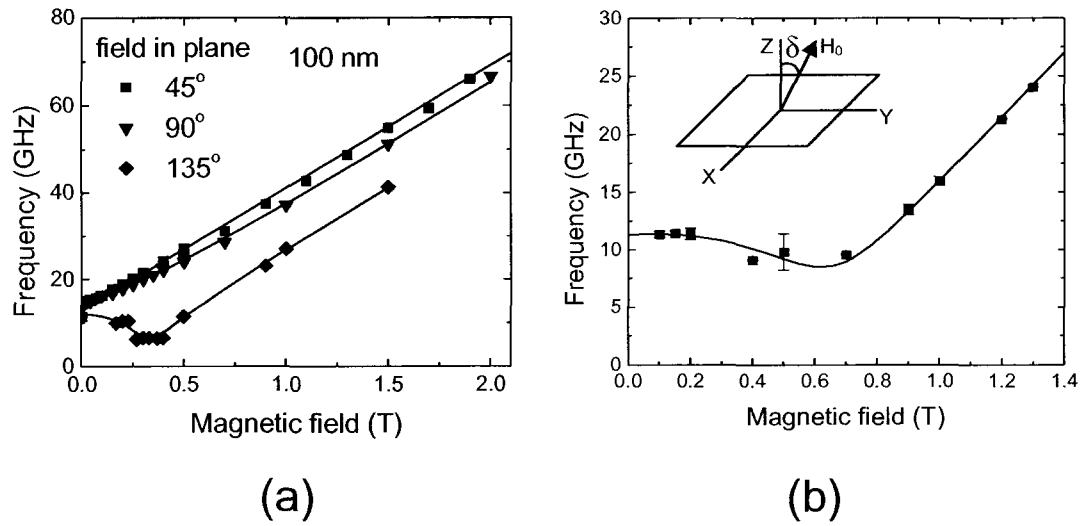 80
60
40
20
0
Frequency (GHz)
field in plane
45°
90°
135°
100 nm
0.0 0.5 1.0 1.5 2.0
Magnetic field (T)
(a)
30
25
20
15
10
5
0
Frequency (GHz)
Z δ H₀
Y
X
0.0 0.2 0.4 0.6 0.8 1.0 1.2 1.4
Magnetic field (T)
(b)